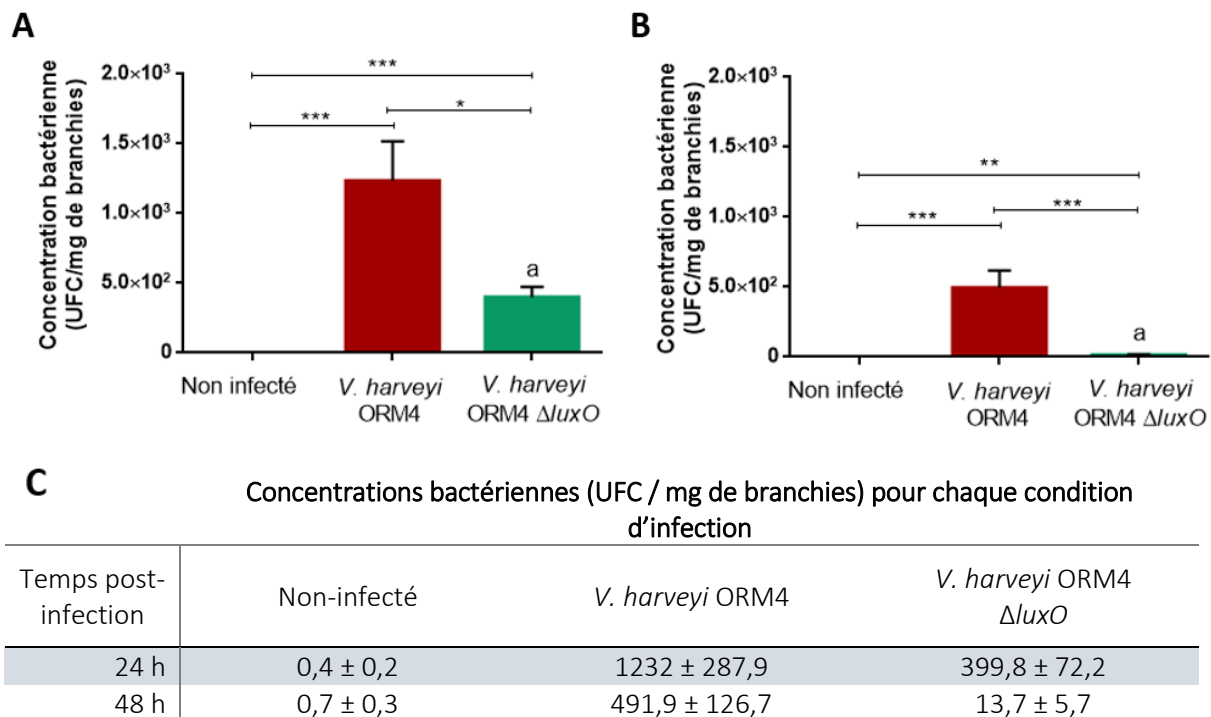 A
Concentration bactérienne
(UFC/mg de branchies)
2.0×10³
1.5×10³
1.0×10³
5.0×10²
0
***
***
*
a
Non infecté
V. harveyi
ORM4
V. harveyi
ORM4 ΔluxO
B
Concentration bactérienne
(UFC/mg de branchies)
2.0×10³
1.5×10³
1.0×10³
5.0×10²
0
**
***
***
a
Non infecté
V. harveyi
ORM4
V. harveyi
ORM4 ΔluxO
C
Concentrations bactériennes (UFC / mg de branchies) pour chaque condition
d’infection
Temps post-
infection
Non-infecté
V. harveyi ORM4
V. harveyi ORM4
ΔluxO
24 h 0,4 ± 0,2 1232 ± 287,9 399,8 ± 72,2
48 h 0,7 ± 0,3 491,9 ± 126,7 13,7 ± 5,7